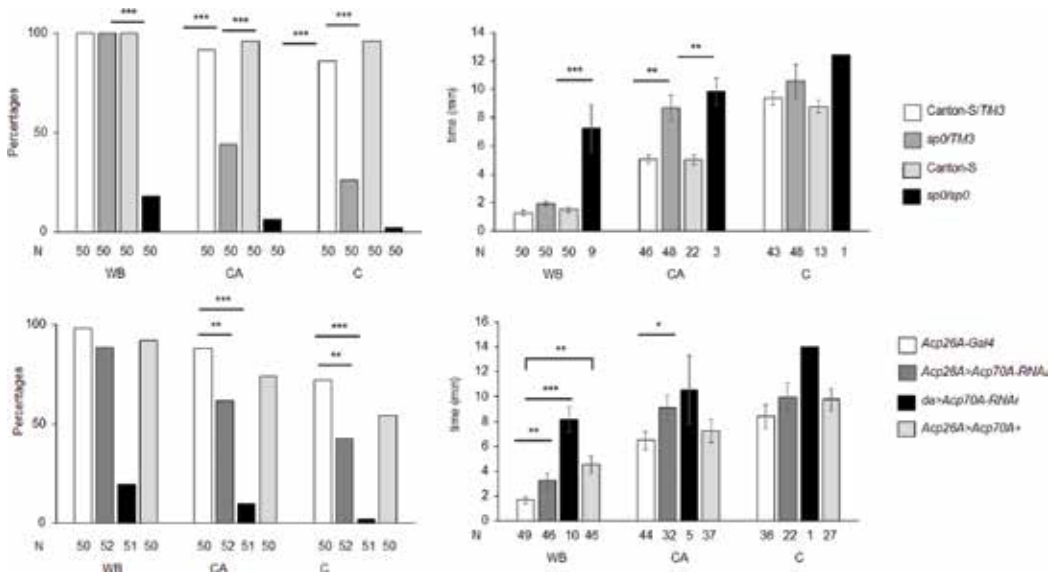 *** 
*** *** ***
***
***
100
50
0
Percentages
N 50 50 50 50 50 50 50 50 50 50 50 50
WB CA C
14
12
10
8
6
4
2
0
time (min)
***
** **
N 50 50 50 9 46 48 22 3 43 48 13 1
WB CA C
Canton-S/TM3
sp0/TM3
Canton-S
sp0/sp0
100
50
0
Percentages
***
**
***
**
N 50 52 51 50 50 52 51 50 50 52 51 50
WB CA C
16
14
12
10
8
6
4
2
0
time (min)
**
***
**
*
N 49 46 10 46 44 32 5 37 36 22 1 27
WB CA C
Acp26A-Gal4
Acp26A>Acp70A-RNAi
da>Acp70A-RNAi
Acp26A>Acp70A+